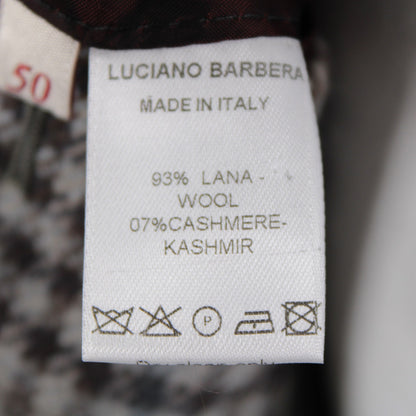 50
LUCIANO BARBERA
MADE IN ITALY
93% LANA -
WOOL
07%CASHMERE-
KASHMIR
P